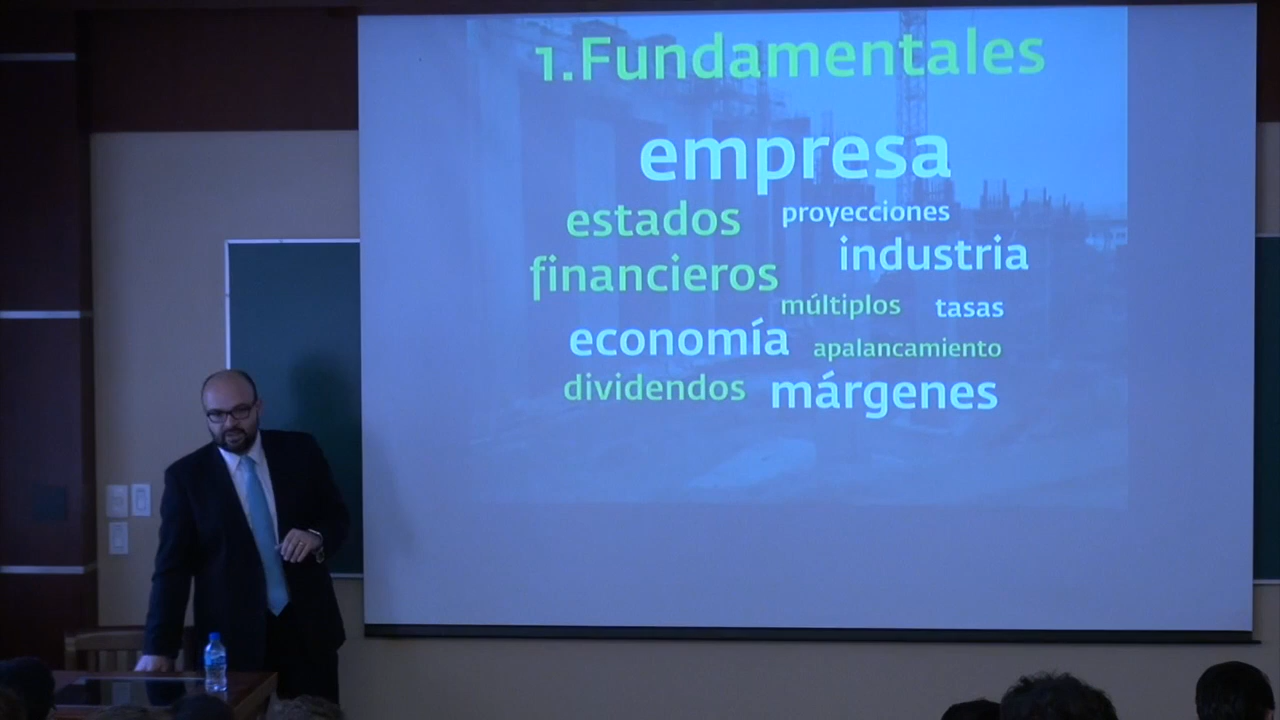 1.Fundamentales
empresa
estados proyecciones
financieros industria
múltiplos tasas
economía apalancamiento
dividendos márgenes